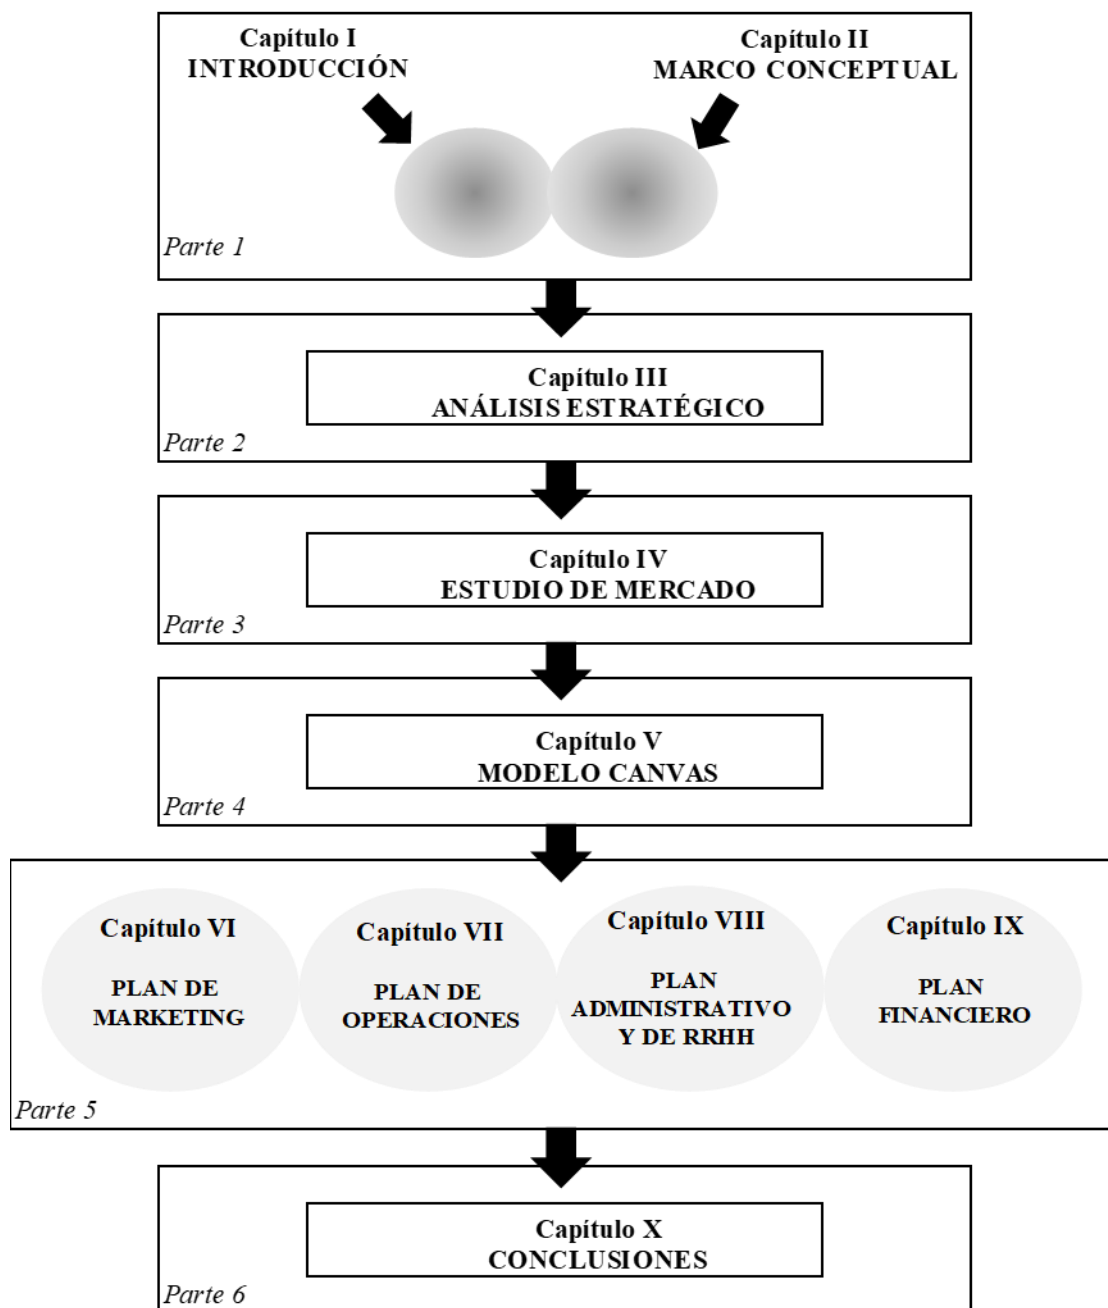 Capítulo I
INTRODUCCIÓN
Capítulo II
MARCO CONCEPTUAL
Parte 1
Capítulo III
ANÁLISIS ESTRATÉGICO
Parte 2
Capítulo IV
ESTUDIO DE MERCADO
Parte 3
Capítulo V
MODELO CANVAS
Parte 4
Capítulo VI
PLAN DE
MARKETING
Capítulo VII
PLAN DE
OPERACIONES
Capítulo VIII
PLAN
ADMINISTRATIVO
Y DE RRHH
Capítulo IX
PLAN
FINANCIERO
Parte 5
Capítulo X
CONCLUSIONES
Parte 6